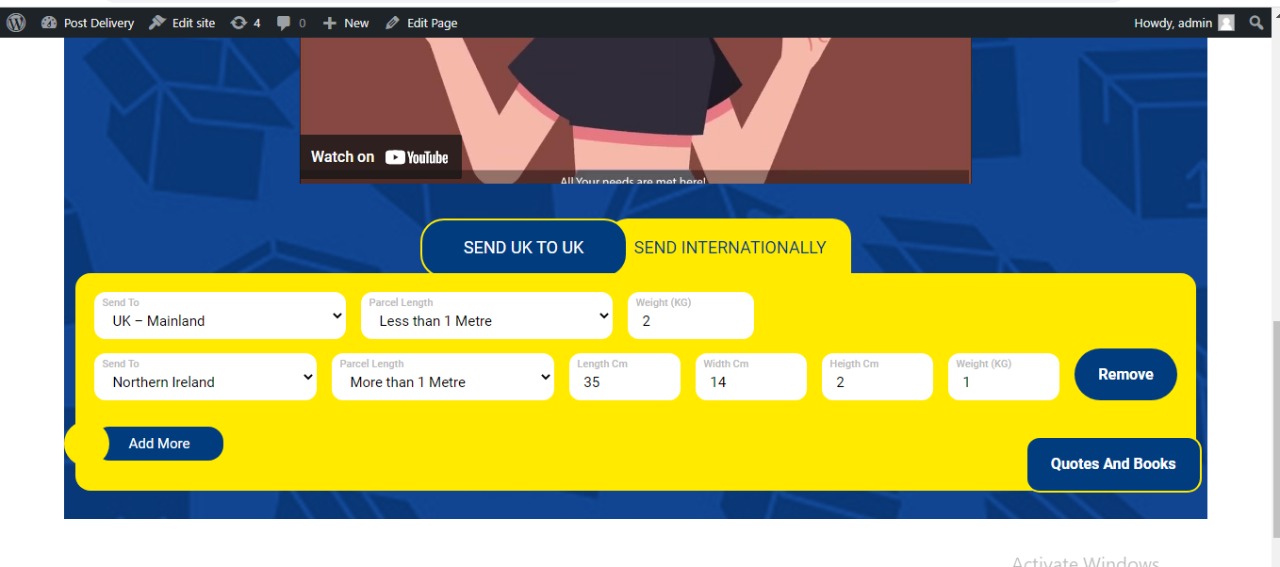 Post Delivery Edit site 4 0 New Edit Page Howdy, admin
Watch on YouTube
All Your needs are met here!
SEND UK TO UK SEND INTERNATIONALLY
Send To Parcel Length Weight (KG)
UK – Mainland Less than 1 Metre 2
Send To Parcel Length Length Cm Width Cm Heigth Cm Weight (KG)
Northern Ireland More than 1 Metre 35 14 2 1 Remove
Add More
Quotes And Books
Activate Windows